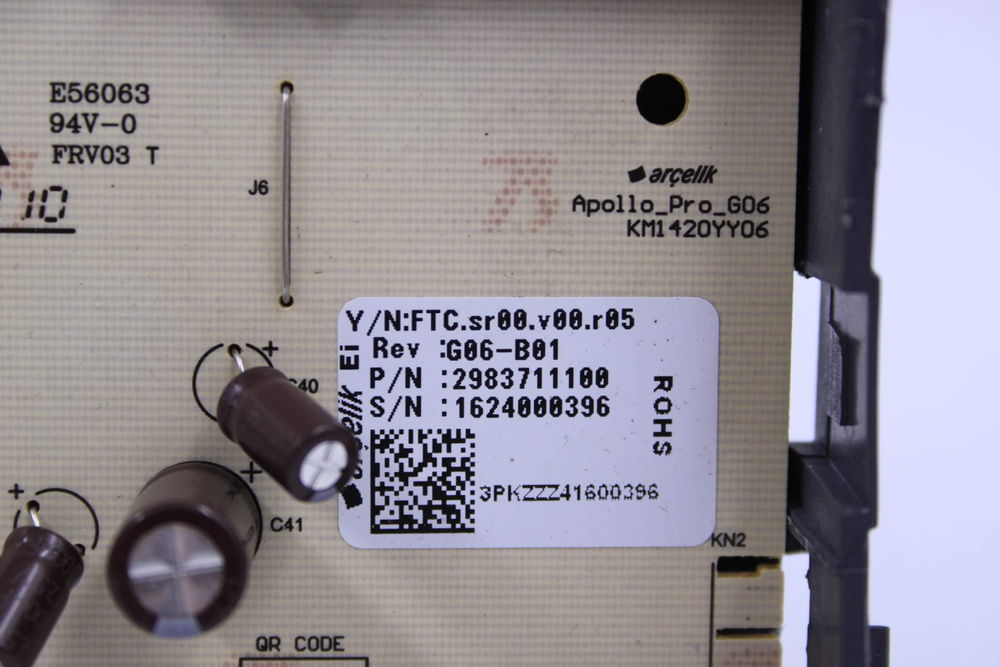 E56063
94V-0
FRV03 T
10
J6
arçelik
Apollo_Pro_G06
KM1420YY06
Y/N:FTC.sr00.v00.r05
Rev :G06-B01
P/N :2983711100
S/N :1624000396
ROHS
arçelik Ei
3PKZZZ41600396
+
C40
+
C41
+
KN2
QR CODE